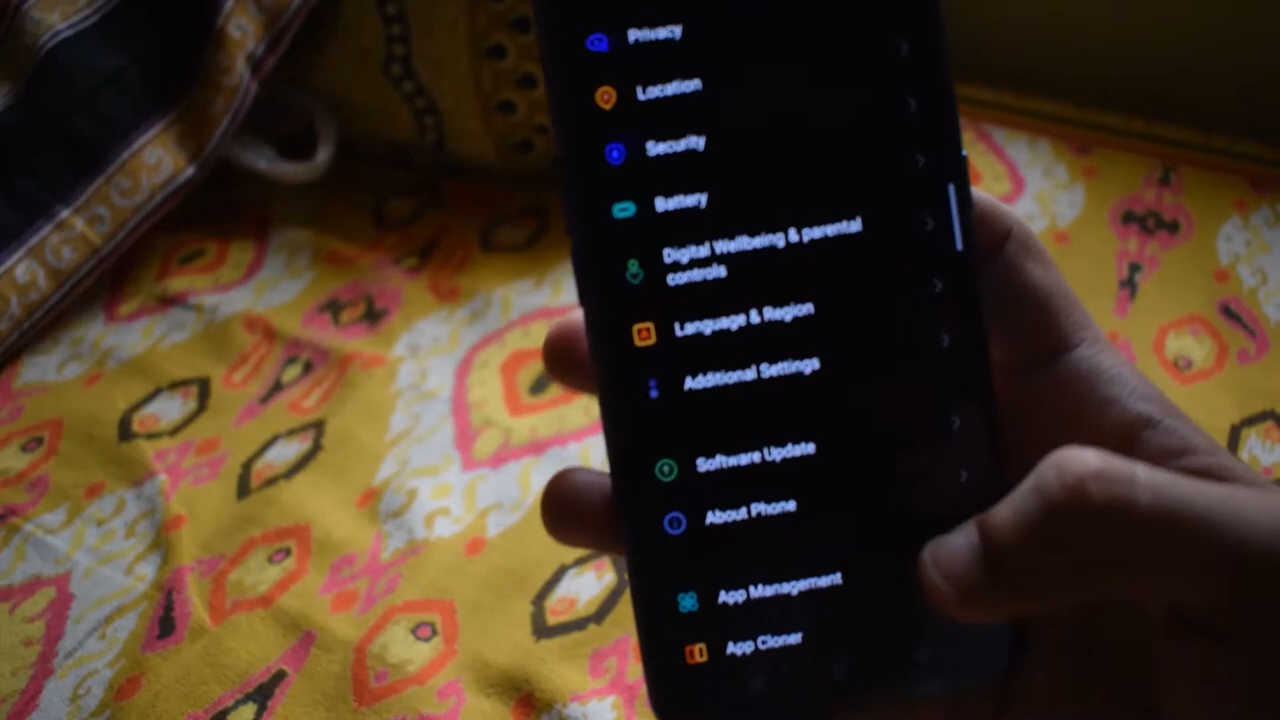 Privacy
Location
Security
Battery
Digital Wellbeing & parental
controls
Language & Region
Additional Settings
Software Update
About Phone
App Management
App Cloner